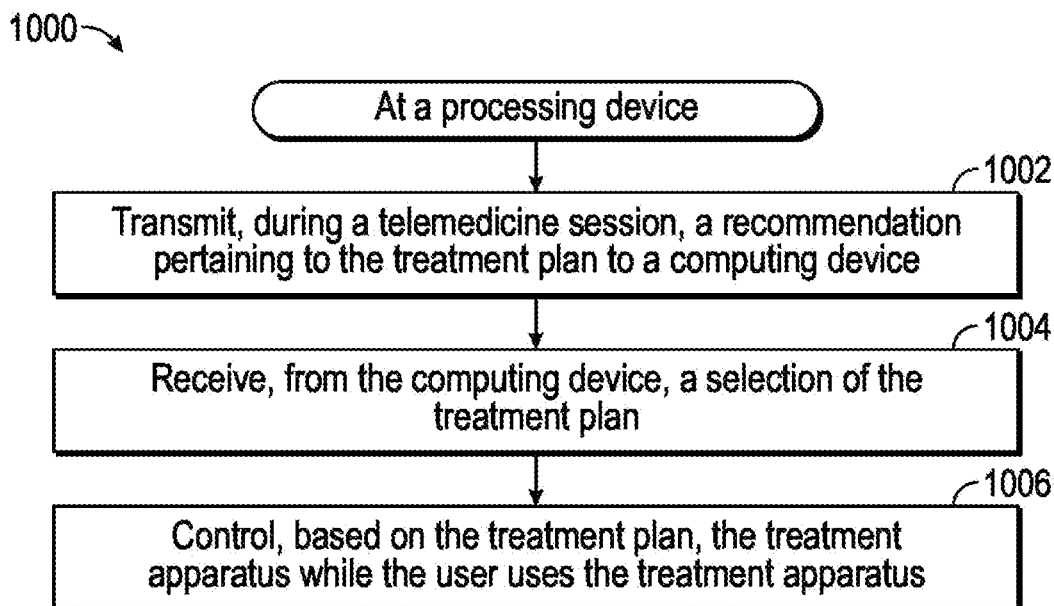 1000
At a processing device
1002
Transmit, during a telemedicine session, a recommendation
pertaining to the treatment plan to a computing device
1004
Receive, from the computing device, a selection of the
treatment plan
1006
Control, based on the treatment plan, the treatment
apparatus while the user uses the treatment apparatus